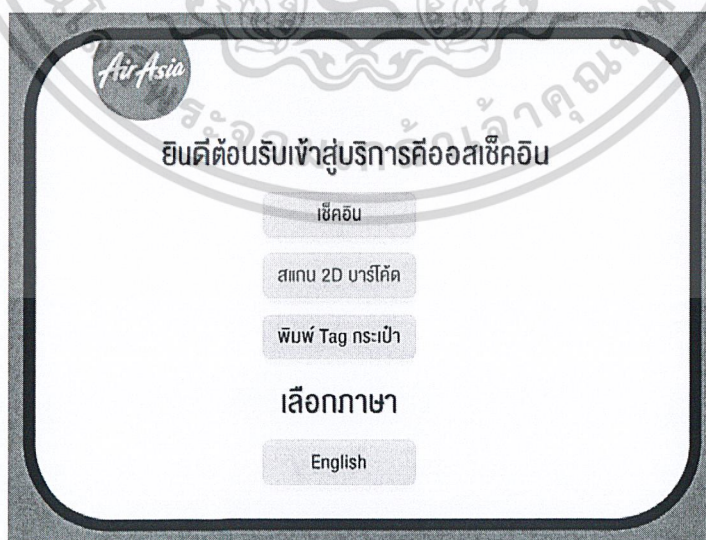 AirAsia
ยินดีต้อนรับเข้าสู่บริการคีออสเช็คอิน
เช็คอิน
สแกน 2D บาร์โค้ด
พิมพ์ Tag กระเป๋า
เลือกภาษา
English